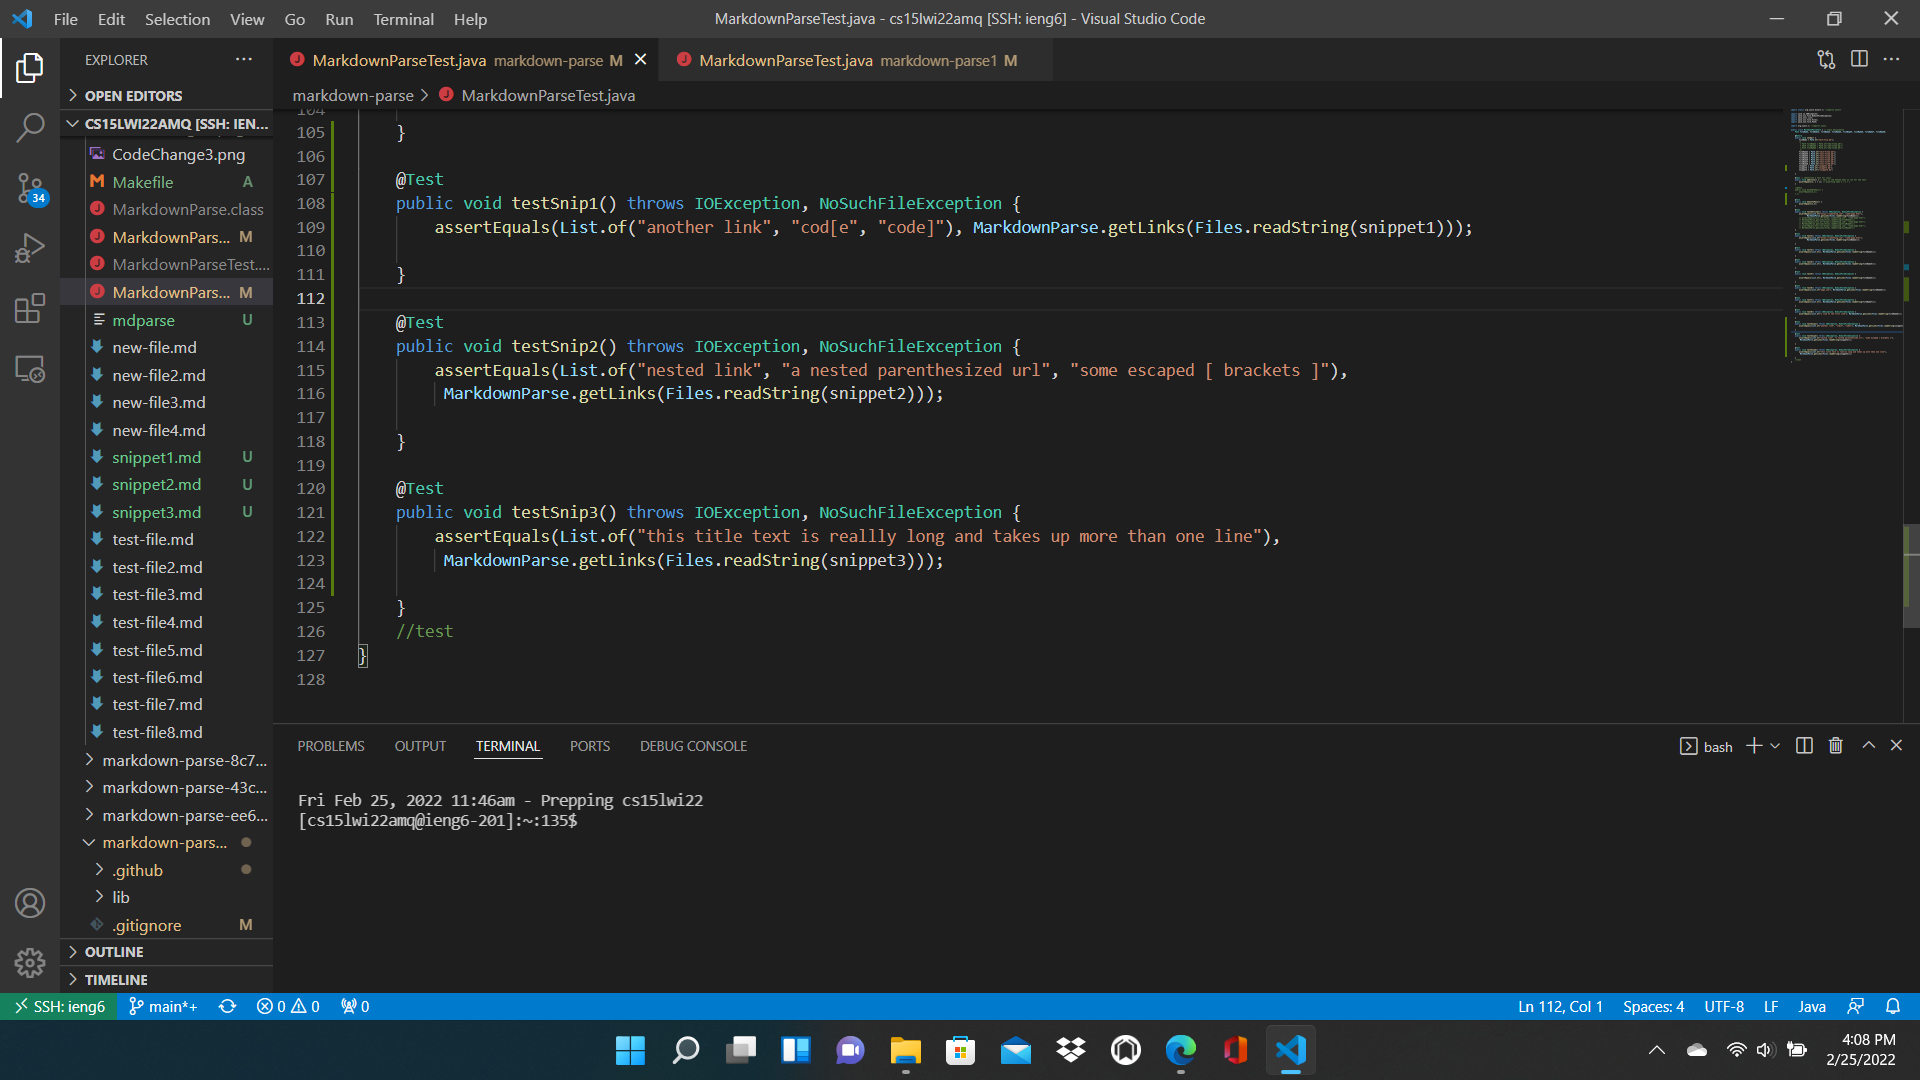 File Edit Selection View Go Run Terminal Help
MarkdownParseTest.java - cs15lwi22amq [SSH: ieng6] - Visual Studio Code
EXPLORER
MarkdownParseTest.java markdown-parse M
MarkdownParseTest.java markdown-parse1 M
OPEN EDITORS
markdown-parse > MarkdownParseTest.java
CS15LWI22AMQ [SSH: IEN...
CodeChange3.png
Makefile A
MarkdownParse.class
MarkdownPars... M
MarkdownParseTest....
MarkdownPars... M
mdparse U
new-file.md
new-file2.md
new-file3.md
new-file4.md
snippet1.md U
snippet2.md U
snippet3.md U
test-file.md
test-file2.md
test-file3.md
test-file4.md
test-file5.md
test-file6.md
test-file7.md
test-file8.md
markdown-parse-8c7...
markdown-parse-43c...
markdown-parse-ee6...
markdown-pars...
.github
lib
.gitignore M
OUTLINE
TIMELINE
34
104
105 }
106
107 @Test
108 public void testSnip1() throws IOException, NoSuchFileException {
109 assertEquals(List.of("another link", "cod[e", "code]"), MarkdownParse.getLinks(Files.readString(snippet1)));
110
111 }
112
113 @Test
114 public void testSnip2() throws IOException, NoSuchFileException {
115 assertEquals(List.of("nested link", "a nested parenthesized url", "some escaped [ brackets ]"),
116 MarkdownParse.getLinks(Files.readString(snippet2)));
117
118 }
119
120 @Test
121 public void testSnip3() throws IOException, NoSuchFileException {
122 assertEquals(List.of("this title text is reallly long and takes up more than one line"),
123 MarkdownParse.getLinks(Files.readString(snippet3)));
124
125 }
126 //test
127 }
128
PROBLEMS OUTPUT TERMINAL PORTS DEBUG CONSOLE
bash
Fri Feb 25, 2022 11:46am - Prepping cs15lwi22
[cs15lwi22amq@ieng6-201]:~:135$
SSH: ieng6 main*+ 0 0 0
Ln 112, Col 1 Spaces: 4 UTF-8 LF Java
4:08 PM
2/25/2022